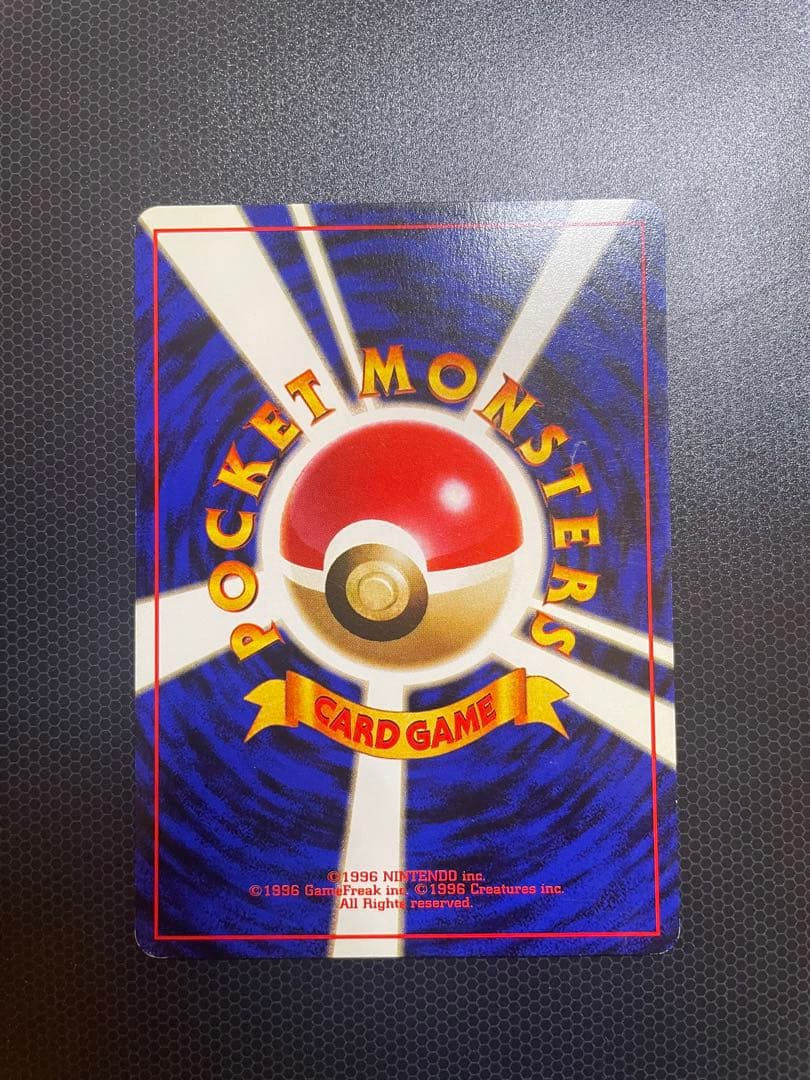 POCKET MONSTERS
CARD GAME
©1996 NINTENDO inc.
©1996 GameFreak inc. ©1996 Creatures inc.
All Rights reserved.